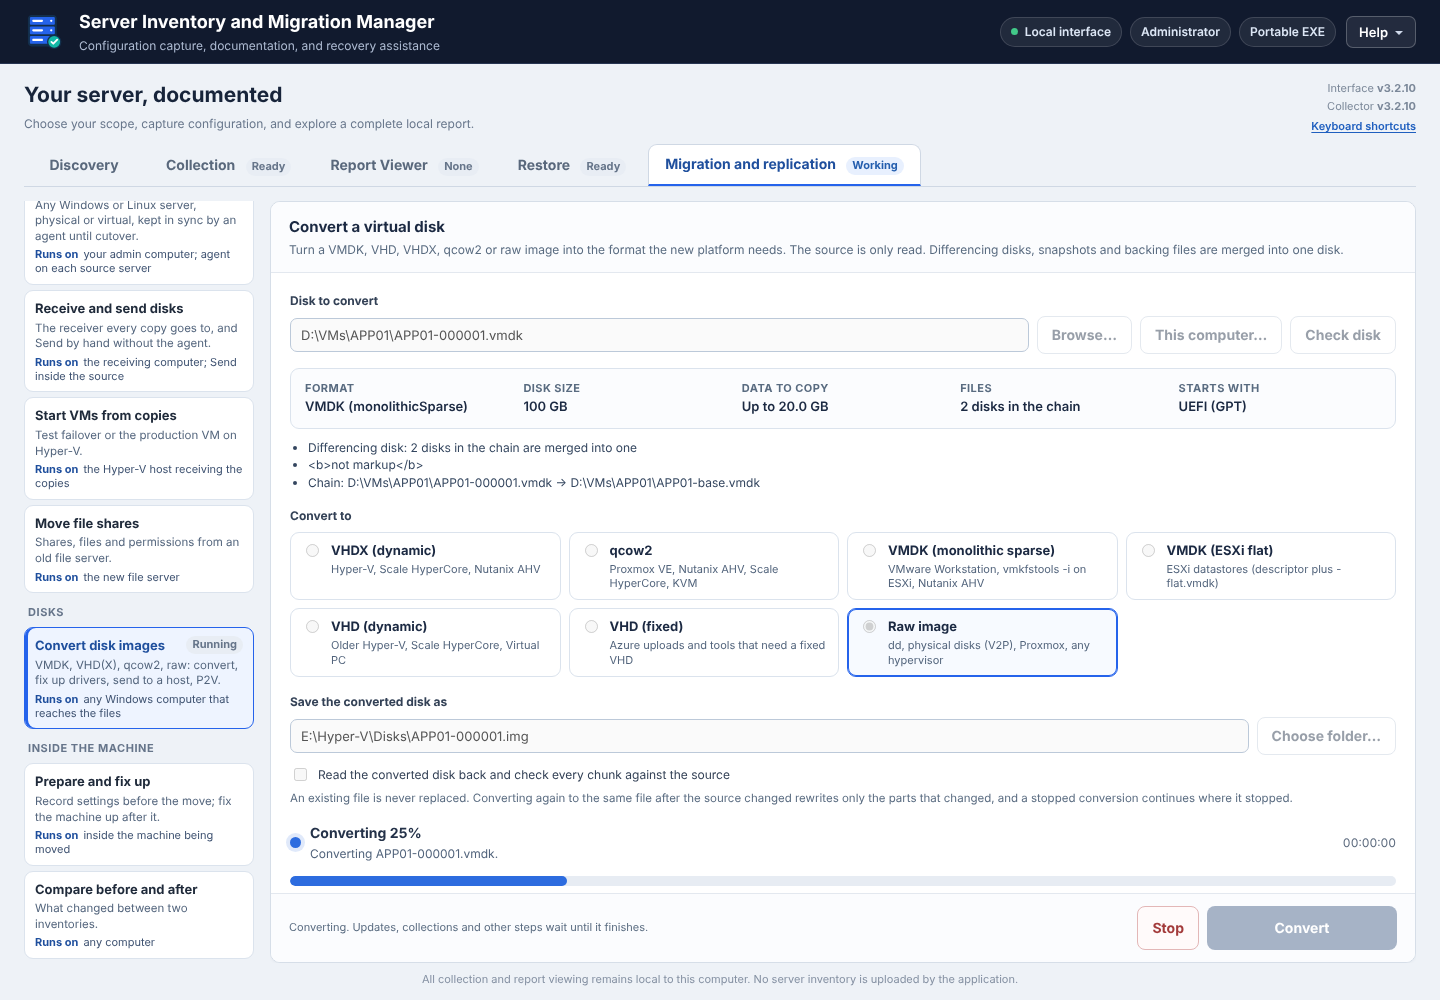 Server Inventory and Migration Manager
Configuration capture, documentation, and recovery assistance
Local interface
Administrator
Portable EXE
Help
Your server, documented
Choose your scope, capture configuration, and explore a complete local report.
Interface v3.2.10
Collector v3.2.10
Keyboard shortcuts
Discovery
Collection Ready
Report Viewer None
Restore Ready
Migration and replication Working
Any Windows or Linux server,
physical or virtual, kept in sync by an
agent until cutover.
Runs on your admin computer; agent
on each source server
Receive and send disks
The receiver every copy goes to, and
Send by hand without the agent.
Runs on the receiving computer; Send
inside the source
Start VMs from copies
Test failover or the production VM on
Hyper-V.
Runs on the Hyper-V host receiving the
copies
Move file shares
Shares, files and permissions from an
old file server.
Runs on the new file server
DISKS
Convert disk images Running
VMDK, VHD(X), qcow2, raw: convert,
fix up drivers, send to a host, P2V.
Runs on any Windows computer that
reaches the files
INSIDE THE MACHINE
Prepare and fix up
Record settings before the move; fix
the machine up after it.
Runs on inside the machine being
moved
Compare before and after
What changed between two
inventories.
Runs on any computer
Convert a virtual disk
Turn a VMDK, VHD, VHDX, qcow2 or raw image into the format the new platform needs. The source is only read. Differencing disks, snapshots and backing files are merged into one disk.
Disk to convert
D:\VMs\APP01\APP01-000001.vmdk
Browse...
This computer...
Check disk
FORMAT
VMDK (monolithicSparse)
DISK SIZE
100 GB
DATA TO COPY
Up to 20.0 GB
FILES
2 disks in the chain
STARTS WITH
UEFI (GPT)
• Differencing disk: 2 disks in the chain are merged into one
• <b>not markup</b>
• Chain: D:\VMs\APP01\APP01-000001.vmdk → D:\VMs\APP01\APP01-base.vmdk
Convert to
VHDX (dynamic)
Hyper-V, Scale HyperCore, Nutanix AHV
qcow2
Proxmox VE, Nutanix AHV, Scale
HyperCore, KVM
VMDK (monolithic sparse)
VMware Workstation, vmkfstools -i on
ESXi, Nutanix AHV
VMDK (ESXi flat)
ESXi datastores (descriptor plus -
flat.vmdk)
VHD (dynamic)
Older Hyper-V, Scale HyperCore, Virtual
PC
VHD (fixed)
Azure uploads and tools that need a fixed
VHD
Raw image
dd, physical disks (V2P), Proxmox, any
hypervisor
Save the converted disk as
E:\Hyper-V\Disks\APP01-000001.img
Choose folder...
Read the converted disk back and check every chunk against the source
An existing file is never replaced. Converting again to the same file after the source changed rewrites only the parts that changed, and a stopped conversion continues where it stopped.
Converting 25%
Converting APP01-000001.vmdk.
00:00:00
Converting. Updates, collections and other steps wait until it finishes.
Stop
Convert
All collection and report viewing remains local to this computer. No server inventory is uploaded by the application.